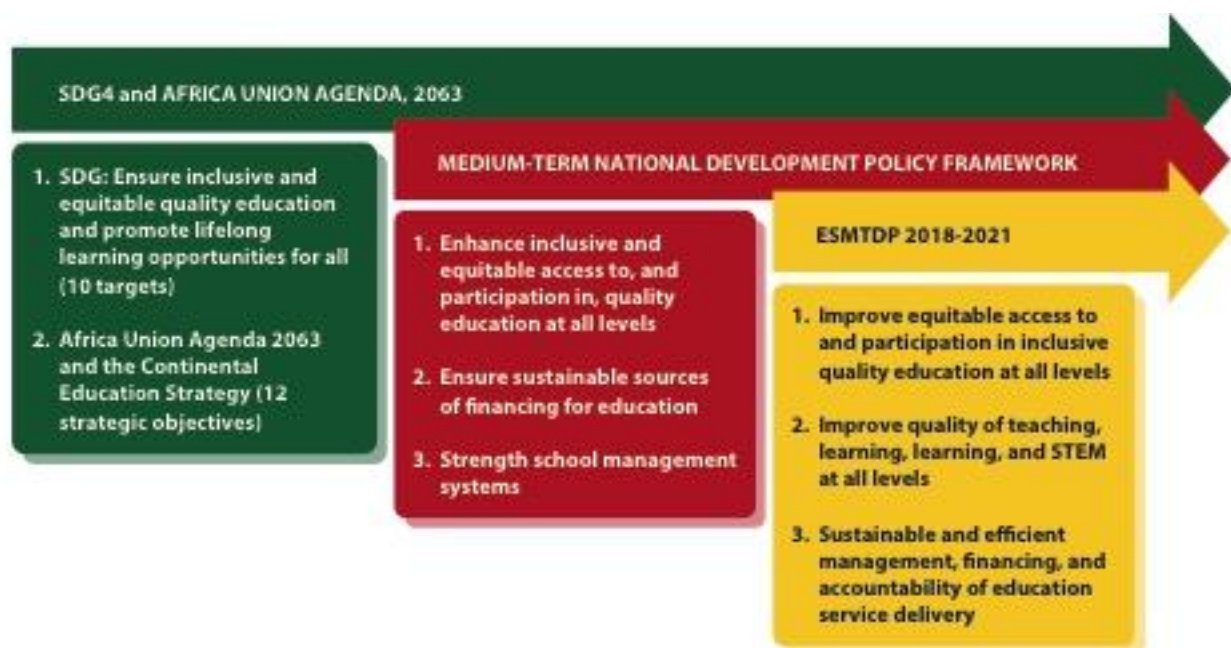 SDG4 and AFRICA UNION AGENDA, 2063
1. SDG: Ensure inclusive and
equitable quality education
and promote lifelong
learning opportunities for all
(10 targets)
2. Africa Union Agenda 2063
and the Continental
Education Strategy (12
strategic objectives)
MEDIUM-TERM NATIONAL DEVELOPMENT POLICY FRAMEWORK
1. Enhance inclusive and
equitable access to, and
participation in, quality
education at all levels
2. Ensure sustainable sources
of financing for education
3. Strength school management
systems
ESMTDP 2018-2021
1. Improve equitable access to
and participation in inclusive
quality education at all levels
2. Improve quality of teaching,
learning, learning, and STEM
at all levels
3. Sustainable and efficient
management, financing, and
accountability of education
service delivery